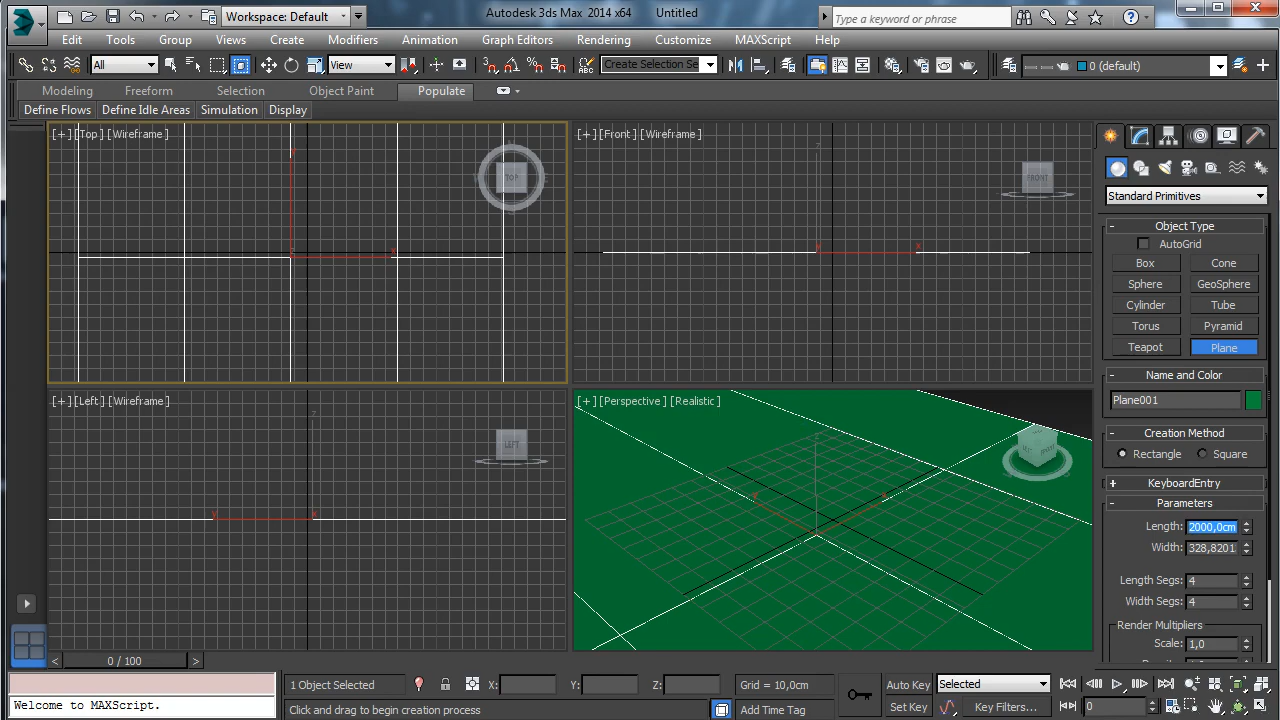 Workspace: Default
Autodesk 3ds Max 2014 x64 Untitled
Type a keyword or phrase
Edit Tools Group Views Create Modifiers Animation Graph Editors Rendering Customize MAXScript Help
All
View
Create Selection Se
0 (default)
Modeling Freeform Selection Object Paint Populate
Define Flows Define Idle Areas Simulation Display
[+][Top][Wireframe]
TOP
y
z
x
[+][Front][Wireframe]
FRONT
z
x
[+][Left][Wireframe]
LEFT
z
y
x
[+][Perspective][Realistic]
Standard Primitives
- Object Type
AutoGrid
Box Cone
Sphere GeoSphere
Cylinder Tube
Torus Pyramid
Teapot Plane
- Name and Color
Plane001
- Creation Method
Rectangle Square
+ KeyboardEntry
- Parameters
Length: 2000,0cm
Width: 328,8201
Length Segs: 4
Width Segs: 4
Render Multipliers
Scale: 1,0
< 0 / 100 >
Welcome to MAXScript.
1 Object Selected
X: Y: Z:
Grid = 10,0cm
Click and drag to begin creation process
Add Time Tag
Auto Key Selected
Set Key Key Filters...
0